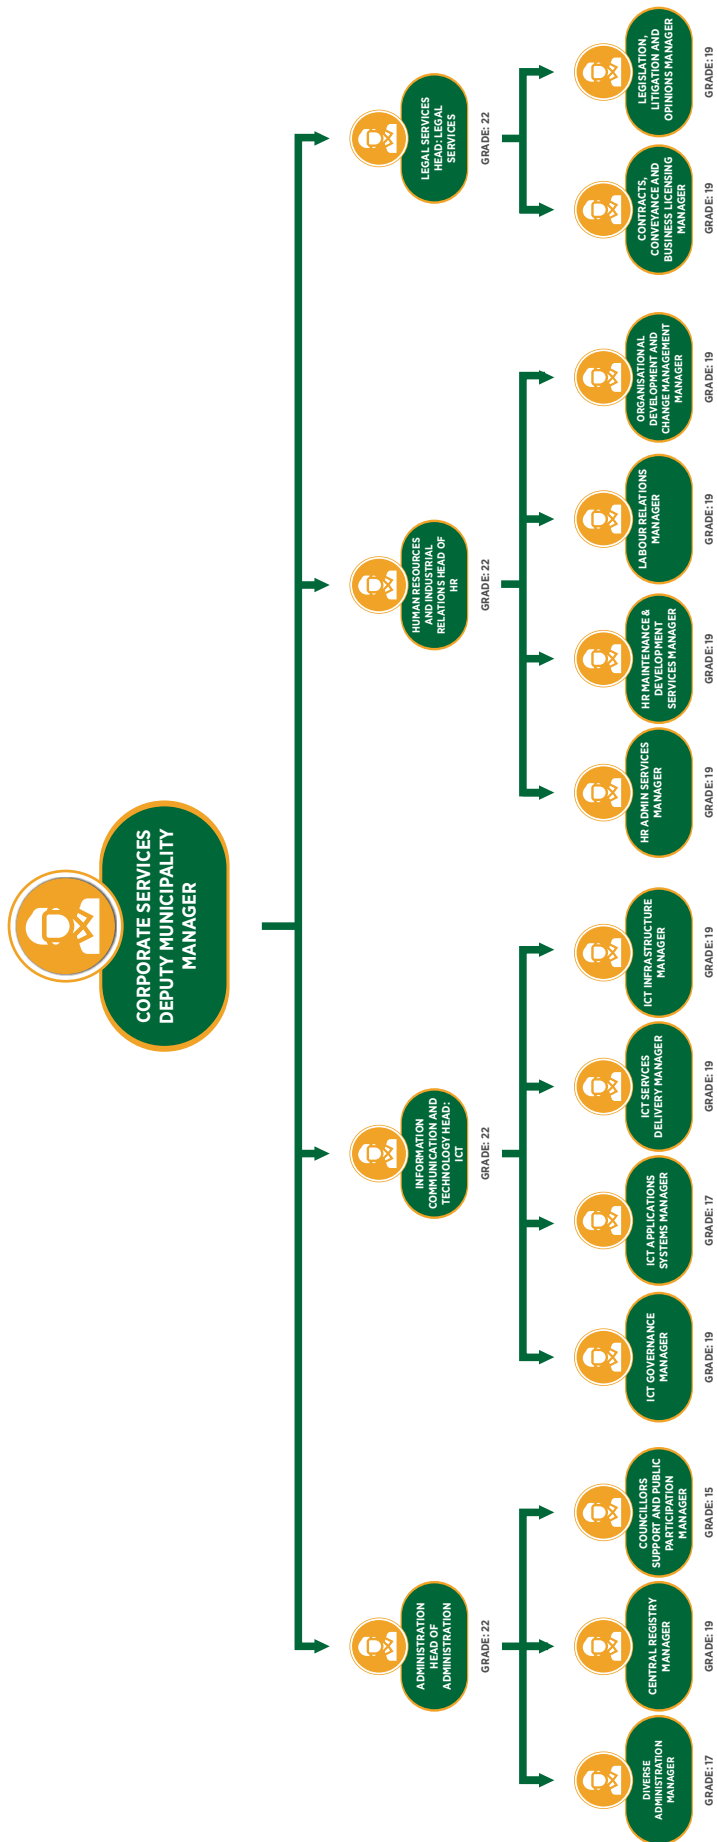 CORPORATE SERVICES
DEPUTY MUNICIPALITY
MANAGER
ADMINISTRATION
HEAD OF
ADMINISTRATION
GRADE: 22
INFORMATION
COMMUNICATION AND
TECHNOLOGY HEAD:
ICT
GRADE: 22
HUMAN RESOURCES
AND INDUSTRIAL
RELATIONS HEAD OF
HR
GRADE: 22
LEGAL SERVICES
HEAD: LEGAL
SERVICES
GRADE: 22
DIVERSE
ADMINISTRATION
MANAGER
GRADE: 17
CENTRAL REGISTRY
MANAGER
GRADE: 19
COUNCILLORS
SUPPORT AND PUBLIC
PARTICIPATION
MANAGER
GRADE: 15
ICT GOVERNANCE
MANAGER
GRADE: 19
ICT APPLICATIONS
SYSTEMS MANAGER
GRADE: 17
ICT SERVCES
DELIVERY MANAGER
GRADE: 19
ICT INFRASTRUCTURE
MANAGER
GRADE: 19
HR ADMIN SERVICES
MANAGER
GRADE: 19
HR MAINTENANCE &
DEVELOPMENT
SERVICES MANAGER
GRADE: 19
LABOUR RELATIONS
MANAGER
GRADE: 19
ORGANISATIONAL
DEVELOPMENT AND
CHANGE MANAGEMENT
MANAGER
GRADE: 19
CONTRACTS,
CONVEYANCE AND
BUSINESS LICENSING
MANAGER
GRADE: 19
LEGISLATION,
LITIGATION AND
OPINIONS MANAGER
GRADE: 19